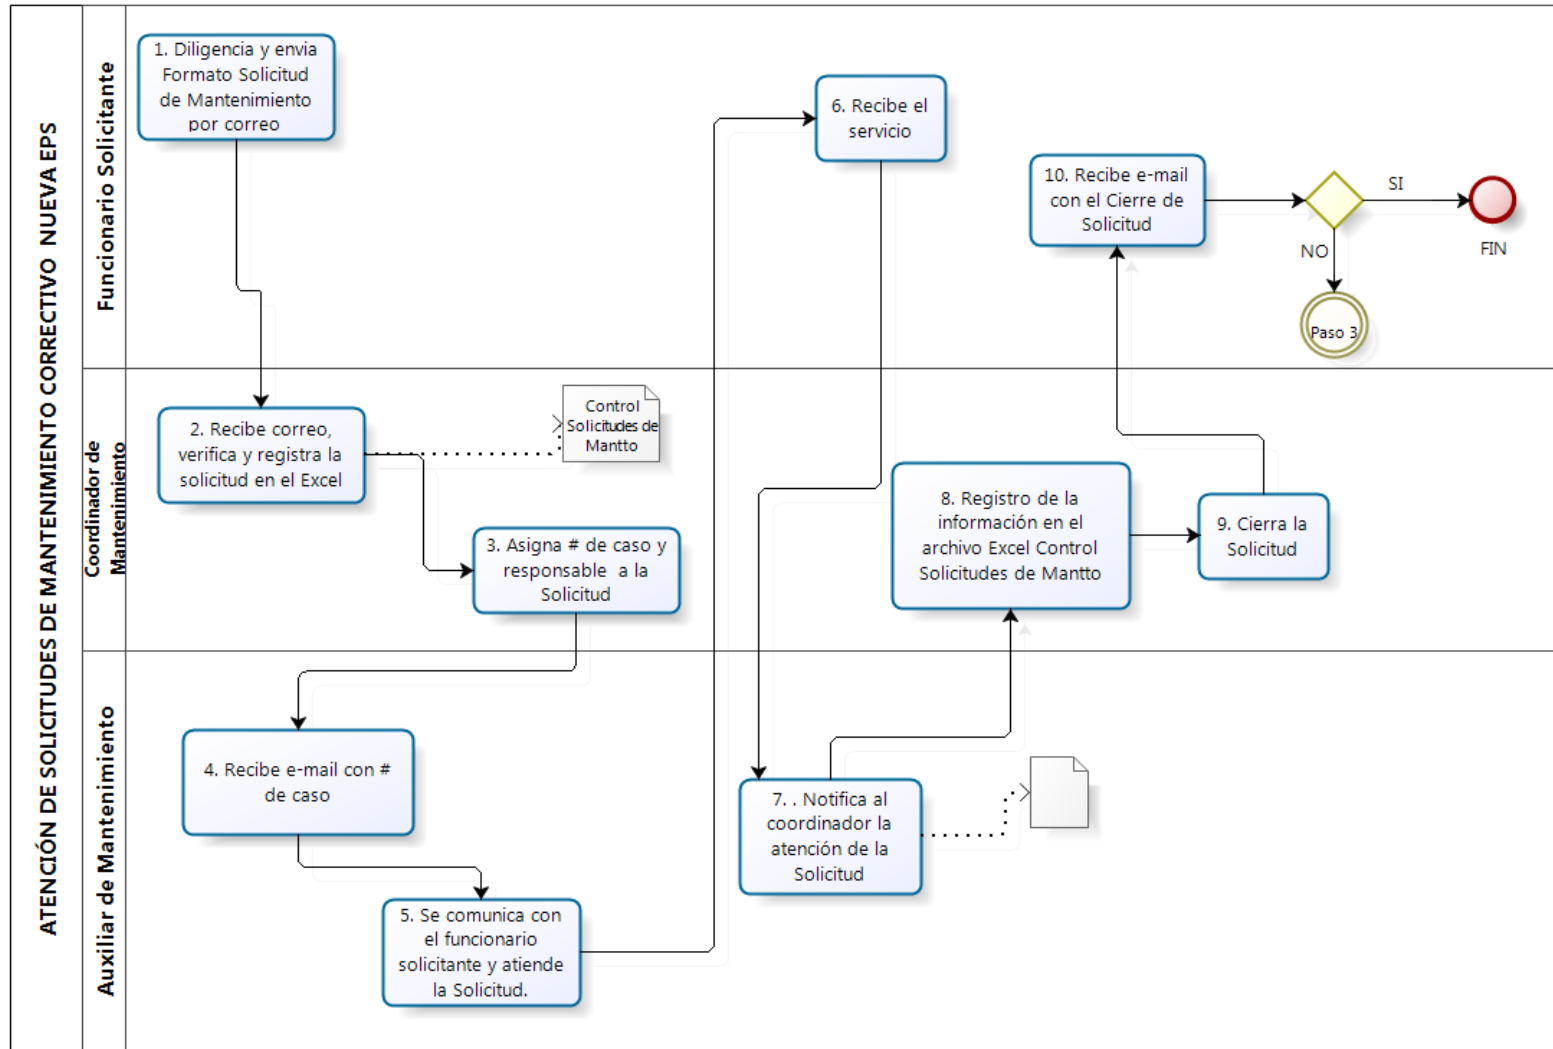 ATENCIÓN DE SOLICITUDES DE MANTENIMIENTO CORRECTIVO  NUEVA EPS
Funcionario Solicitante
1. Diligencia y envia
Formato Solicitud
de Mantenimiento
por correo
6. Recibe el
servicio
10. Recibe e-mail
con el Cierre de
Solicitud
SI
NO
FIN
Paso 3
Coordinador de
Mantenimiento
2. Recibe correo,
verifica y registra la
solicitud en el Excel
Control
Solicitudes de
Mantto
3. Asigna # de caso y
responsable  a la
Solicitud
8. Registro de la
información en el
archivo Excel Control
Solicitudes de Mantto
9. Cierra la
Solicitud
Auxiliar de Mantenimiento
4. Recibe e-mail con #
de caso
5. Se comunica con
el funcionario
solicitante y atiende
la Solicitud.
7. . Notifica al
coordinador la
atención de la
Solicitud